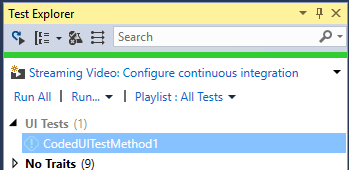 Test Explorer
Search
Streaming Video: Configure continuous integration
Run All | Run... | Playlist : All Tests
UI Tests (1)
CodedUITestMethod1
No Traits (9)